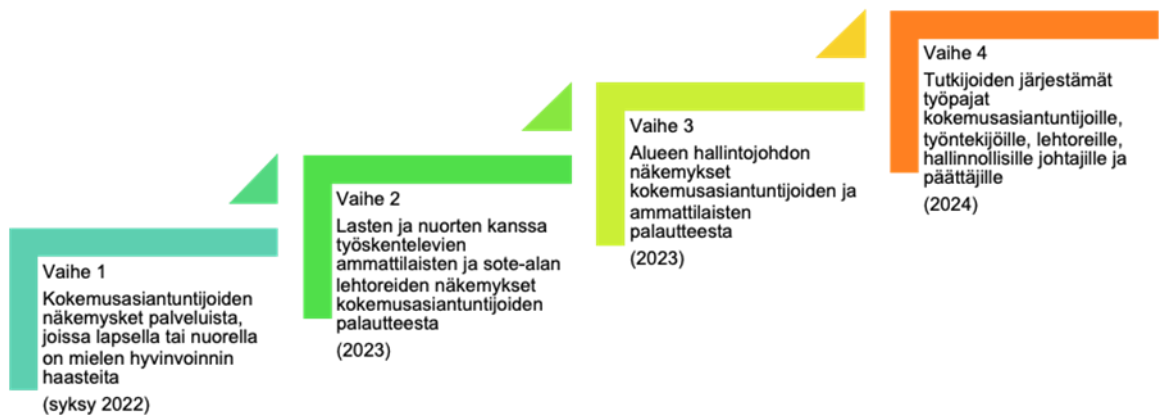 Vaihe 1
Kokemusasiantuntijoiden
näkemysket palveluista,
joissa lapsella tai nuorella
on mielen hyvinvoinnin
haasteita
(syksy 2022)
Vaihe 2
Lasten ja nuorten kanssa
työskentelevien
ammattilaisten ja sote-alan
lehtoreiden näkemykset
kokemusasiantuntijoiden
palautteesta
(2023)
Vaihe 3
Alueen hallintojohdon
näkemykset
kokemusasiantuntijoiden ja
ammattilaisten
palautteesta
(2023)
Vaihe 4
Tutkijoiden järjestämät
työpajat
kokemusasiantuntijoille,
työntekijöille, lehtoreille,
hallinnollisille johtajille ja
päättäjille
(2024)